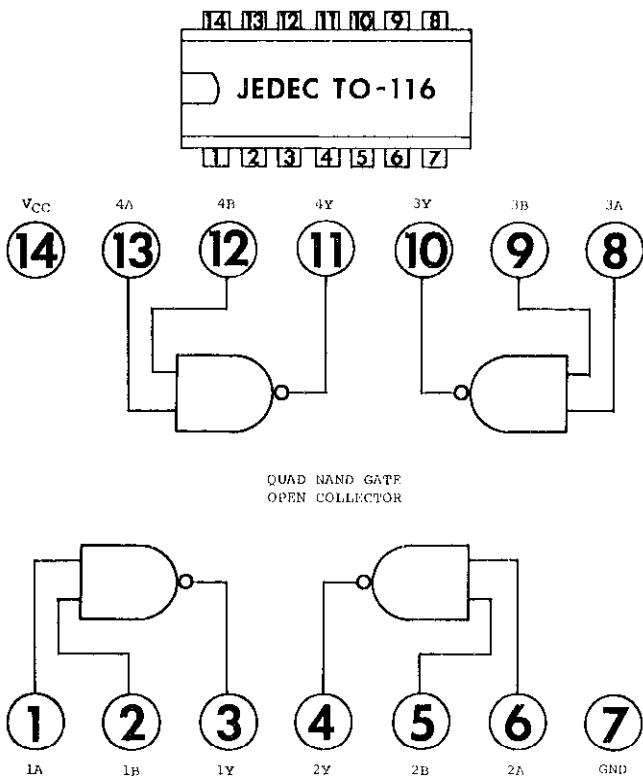 14 13 12 11 10 9 8
JEDEC TO-116
1 2 3 4 5 6 7
VCC 4A 4B 4Y 3Y 3B 3A
14 13 12 11 10 9 8
QUAD NAND GATE
OPEN COLLECTOR
1 2 3 4 5 6 7
1A 1B 1Y 2Y 2B 2A GND